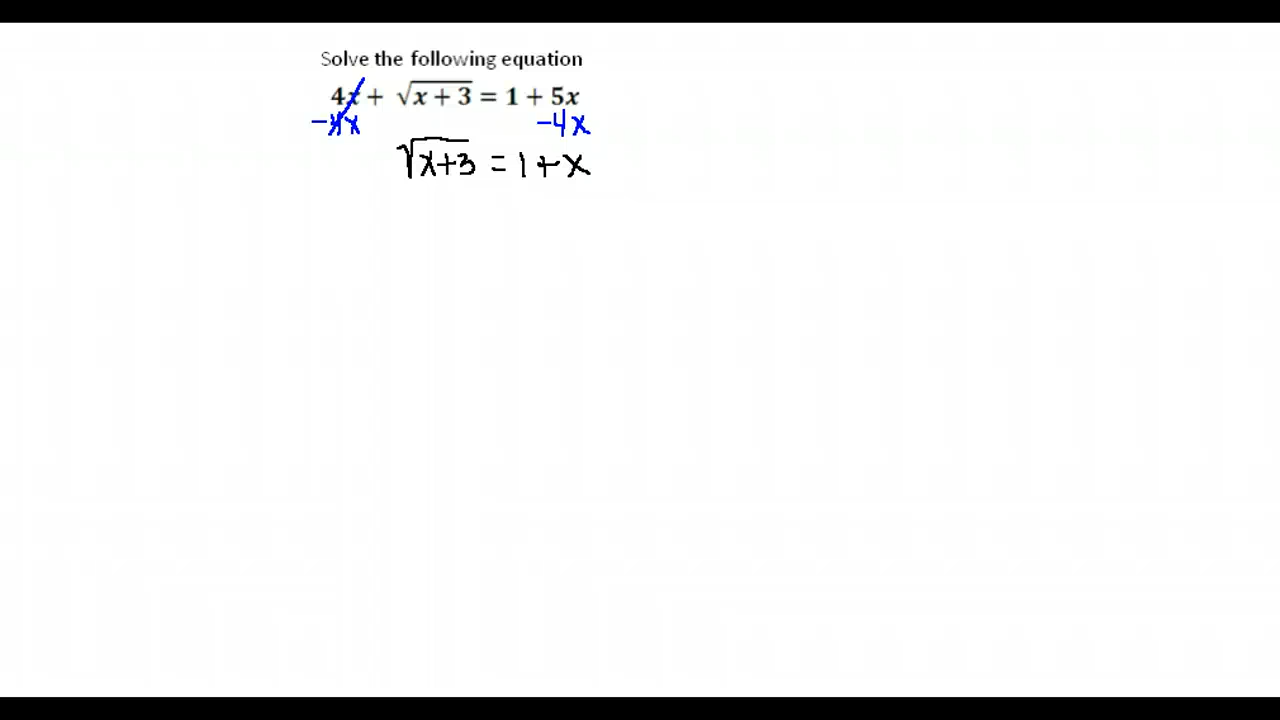 Solve the following equation
4x + √x + 3 = 1 + 5x
-4x -4x
√x+3 = 1+x